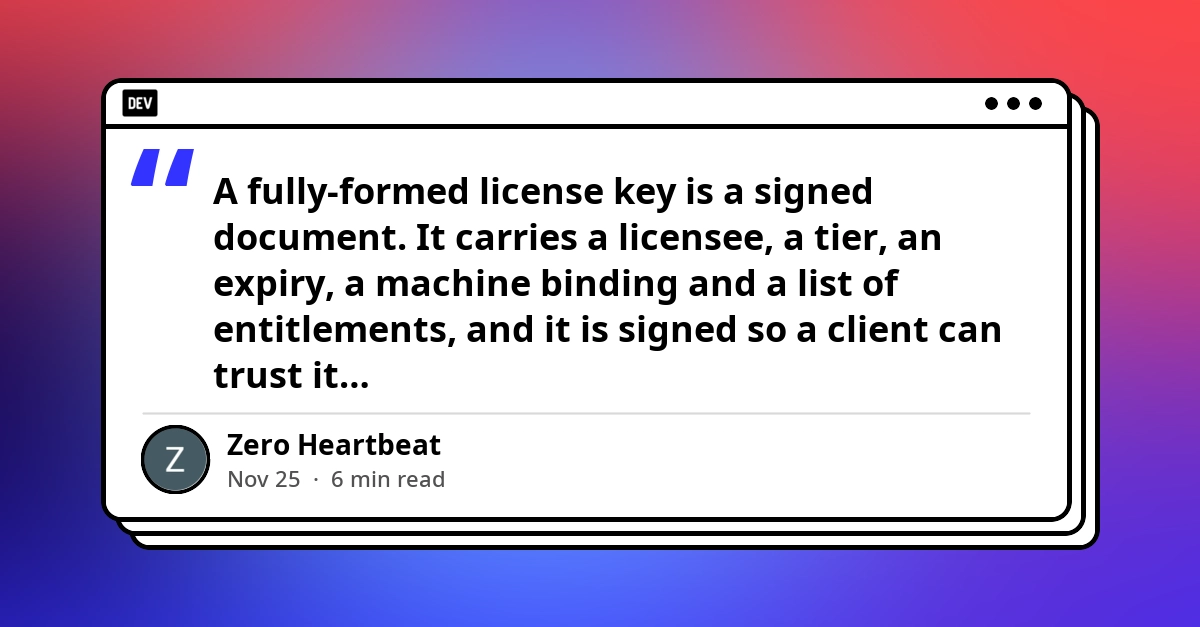 DEV
“
A fully-formed license key is a signed
document. It carries a licensee, a tier, an
expiry, a machine binding and a list of
entitlements, and it is signed so a client can
trust it...
Z
Zero Heartbeat
Nov 25 · 6 min read